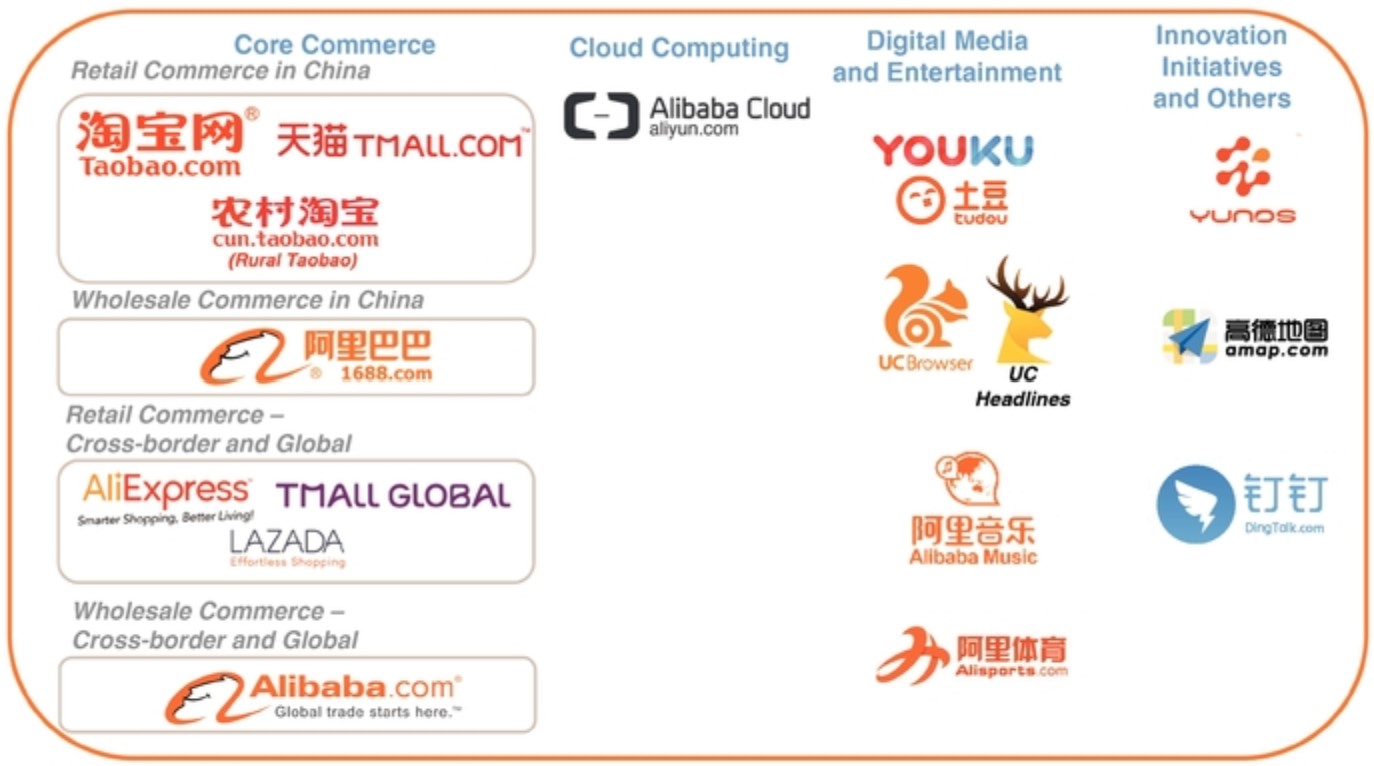 Core Commerce
Retail Commerce in China
淘宝网®
Taobao.com
天猫 TMALL.COM™
农村淘宝
cun.taobao.com
(Rural Taobao)
Wholesale Commerce in China
阿里巴巴
® 1688.com
Retail Commerce –
Cross-border and Global
AliExpress
Smarter Shopping, Better Living!
TMALL GLOBAL
LAZADA
Effortless Shopping
Wholesale Commerce –
Cross-border and Global
Alibaba.com®
Global trade starts here.™
Cloud Computing
Alibaba Cloud
aliyun.com
Digital Media
and Entertainment
YOUKU
土豆
tudou
UC Browser
UC
Headlines
阿里音乐
Alibaba Music
阿里体育
Alisports.com
Innovation
Initiatives
and Others
YUNOS
高德地图
amap.com
钉钉
DingTalk.com